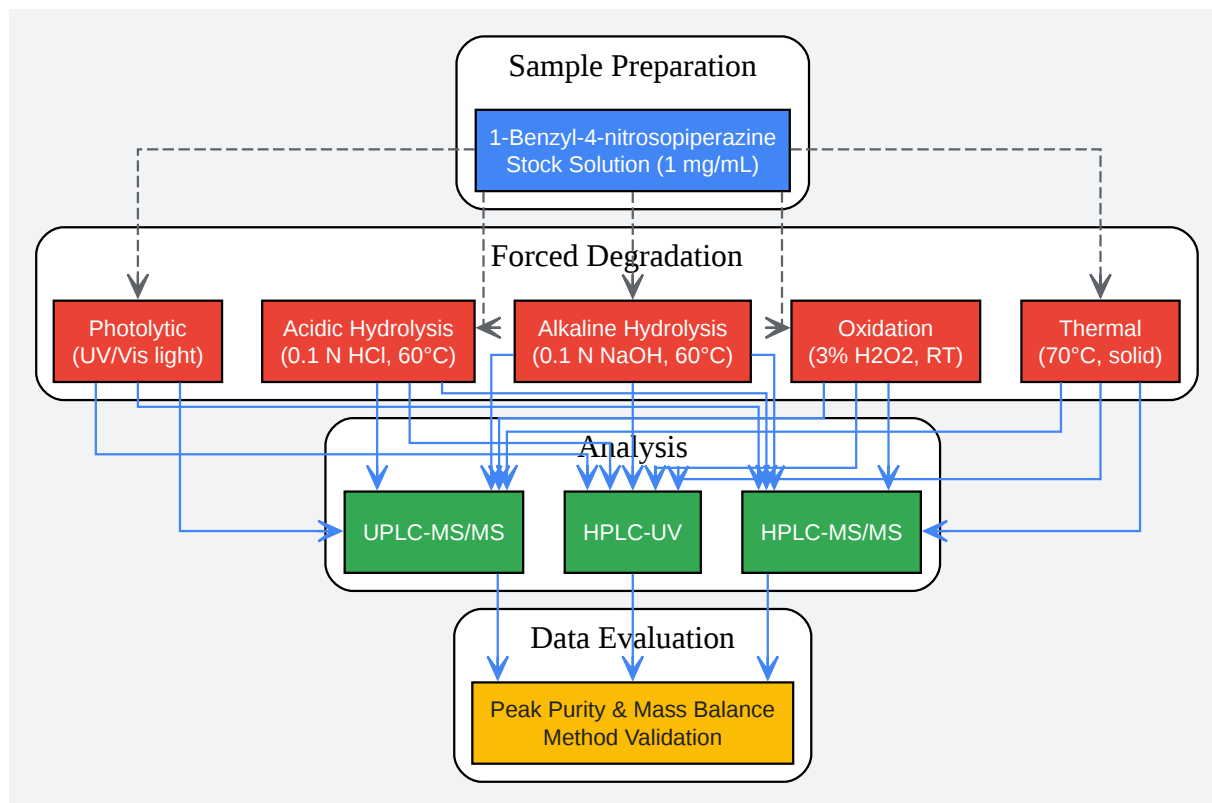 Sample Preparation
1-Benzyl-4-nitrosopiperazine
Stock Solution (1 mg/mL)
Forced Degradation
Photolytic
(UV/Vis light)
Acidic Hydrolysis
(0.1 N HCl, 60°C)
Alkaline Hydrolysis
(0.1 N NaOH, 60°C)
Oxidation
(3% H2O2, RT)
Thermal
(70°C, solid)
Analysis
UPLC-MS/MS
HPLC-UV
HPLC-MS/MS
Data Evaluation
Peak Purity & Mass Balance
Method Validation